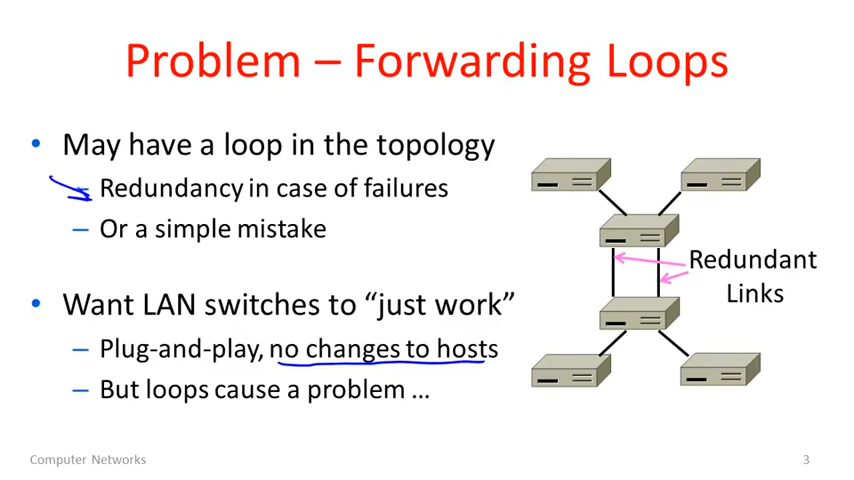 Problem – Forwarding Loops
• May have a loop in the topology
– Redundancy in case of failures
– Or a simple mistake
• Want LAN switches to “just work”
– Plug-and-play, no changes to hosts
– But loops cause a problem …
Redundant
Links
Computer Networks
3